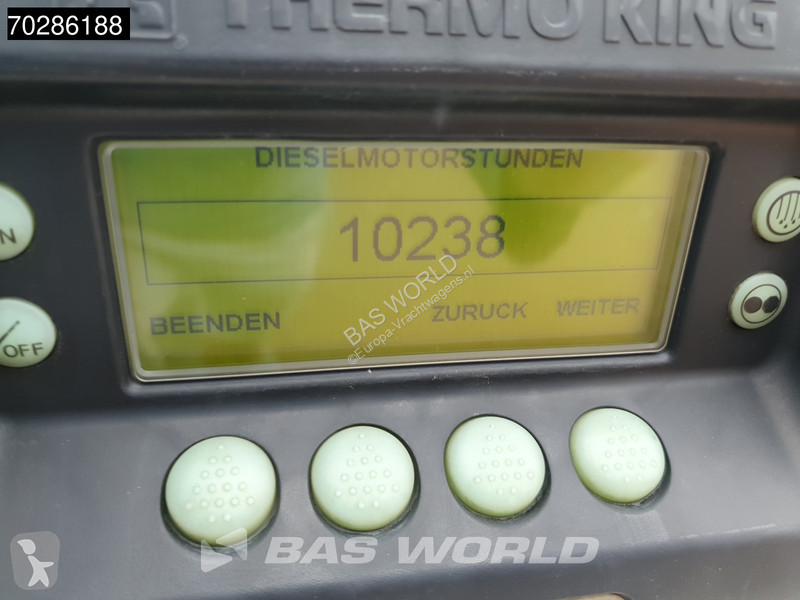 70286188
THERMO KING
DIESELMOTORSTUNDEN
10238
BEENDEN ZURUCK WEITER
BAS WORLD
©Europa-Vrachtwagens.nl
N
/OFF
BAS WORLD